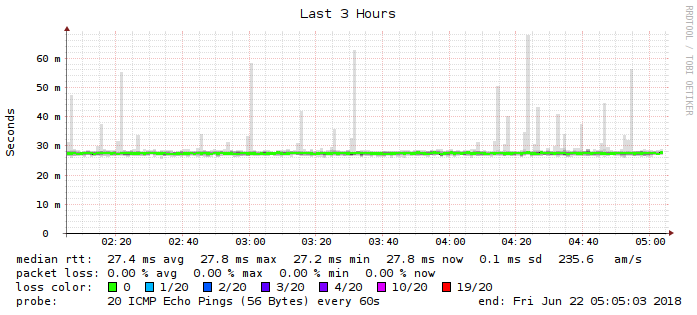 Last 3 Hours
RRDTOOL / TOBI OETIKER
Seconds
60 m
50 m
40 m
30 m
20 m
10 m
0
02:20 02:40 03:00 03:20 03:40 04:00 04:20 04:40 05:00
median rtt: 27.4 ms avg 27.8 ms max 27.2 ms min 27.8 ms now 0.1 ms sd 235.6 am/s
packet loss: 0.00 % avg 0.00 % max 0.00 % min 0.00 % now
loss color: 0 1/20 2/20 3/20 4/20 10/20 19/20
probe: 20 ICMP Echo Pings (56 Bytes) every 60s end: Fri Jun 22 05:05:03 2018